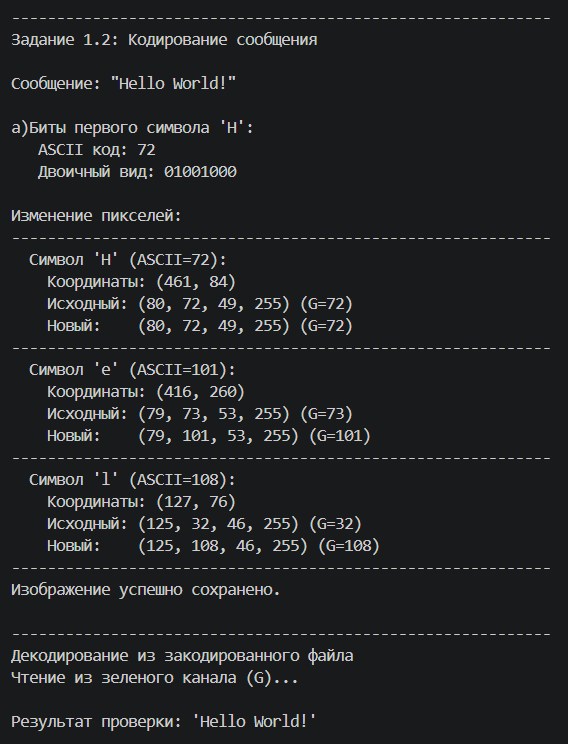 ------------------------------------------------------------
Задание 1.2: Кодирование сообщения
Сообщение: "Hello World!"
а)Биты первого символа 'H':
ASCII код: 72
Двоичный вид: 01001000
Изменение пикселей:
------------------------------------------------------------
Символ 'H' (ASCII=72):
Координаты: (461, 84)
Исходный: (80, 72, 49, 255) (G=72)
Новый:    (80, 72, 49, 255) (G=72)
------------------------------------------------------------
Символ 'e' (ASCII=101):
Координаты: (416, 260)
Исходный: (79, 73, 53, 255) (G=73)
Новый:    (79, 101, 53, 255) (G=101)
------------------------------------------------------------
Символ 'l' (ASCII=108):
Координаты: (127, 76)
Исходный: (125, 32, 46, 255) (G=32)
Новый:    (125, 108, 46, 255) (G=108)
------------------------------------------------------------
Изображение успешно сохранено.
------------------------------------------------------------
Декодирование из закодированного файла
Чтение из зеленого канала (G)...
Результат проверки: 'Hello World!'